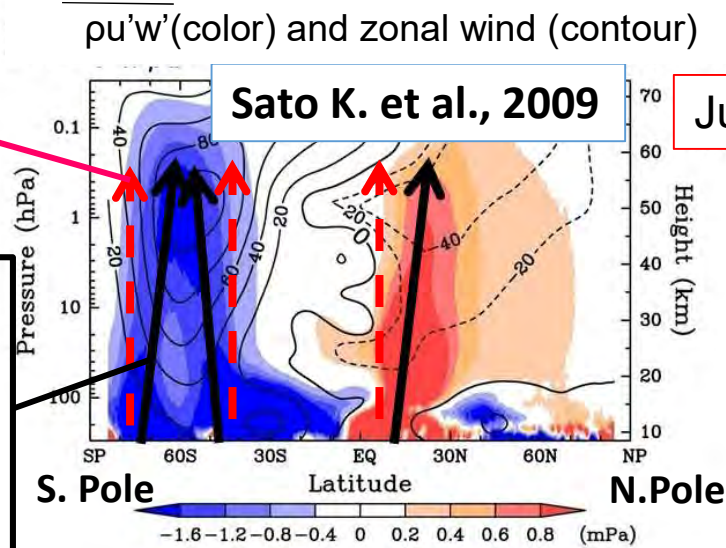 ρu'w'(color) and zonal wind (contour)
Sato K. et al., 2009
Ju
Pressure (hPa)
0.1
1
10
100
40
80
20
40
20
80
20
0
20
40
20
70
60
50
40
30
20
10
Height (km)
SP 60S 30S EQ 30N 60N NP
S. Pole Latitude N.Pole
−1.6 −1.2 −0.8 −0.4 0 0.2 0.4 0.6 0.8 (mPa)